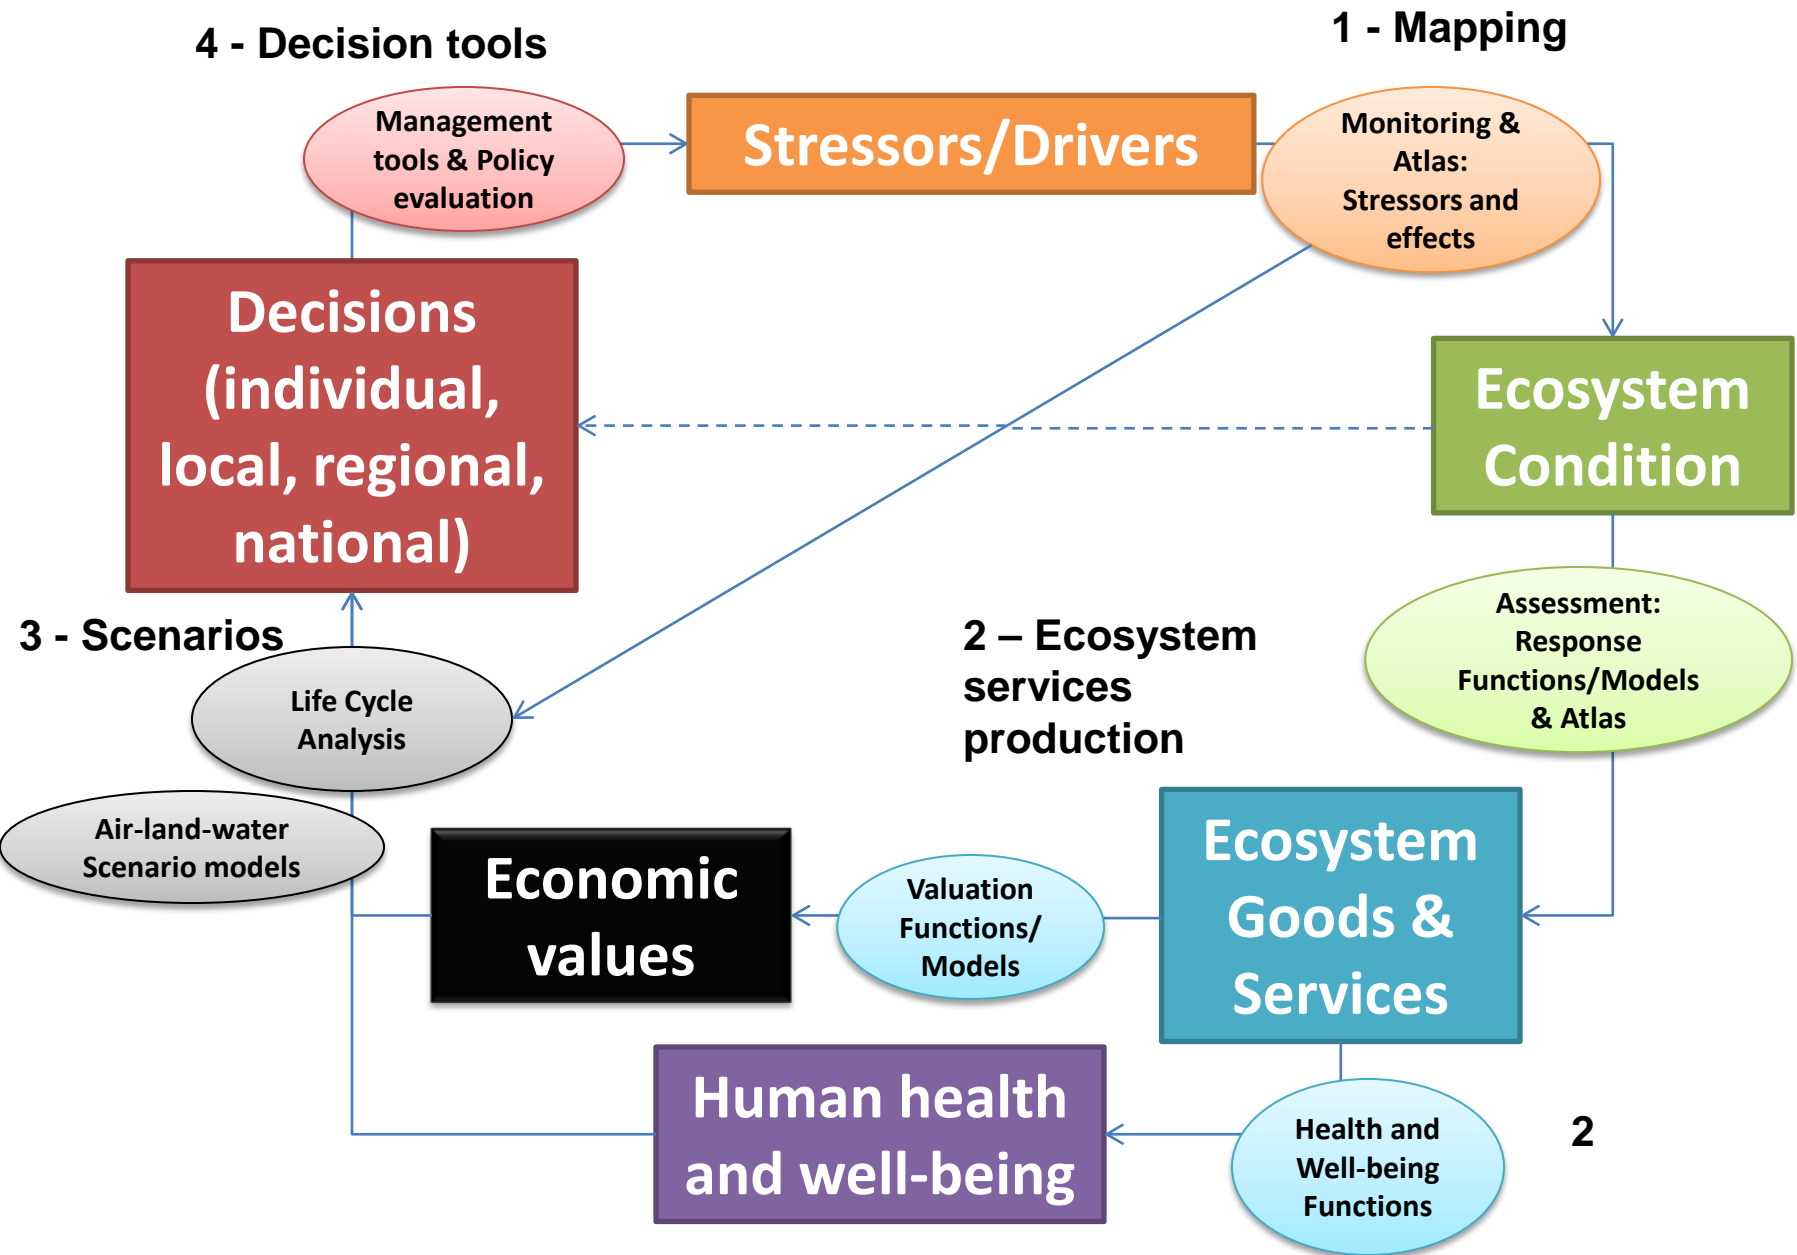 4 - Decision tools
1 - Mapping
Management
tools & Policy
evaluation
Stressors/Drivers
Monitoring &
Atlas:
Stressors and
effects
Decisions
(individual,
local, regional,
national)
Ecosystem
Condition
3 - Scenarios
2 – Ecosystem
services
production
Assessment:
Response
Functions/Models
& Atlas
Life Cycle
Analysis
Air-land-water
Scenario models
Economic
values
Valuation
Functions/
Models
Ecosystem
Goods &
Services
Human health
and well-being
Health and
Well-being
Functions
2